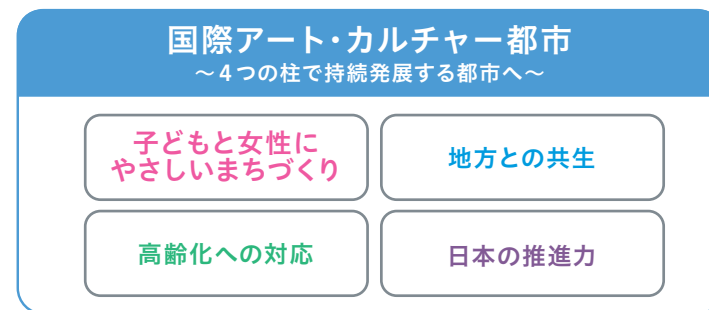 国際アート・カルチャー都市
～4つの柱で持続発展する都市へ～
子どもと女性に
やさしいまちづくり
地方との共生
高齢化への対応
日本の推進力